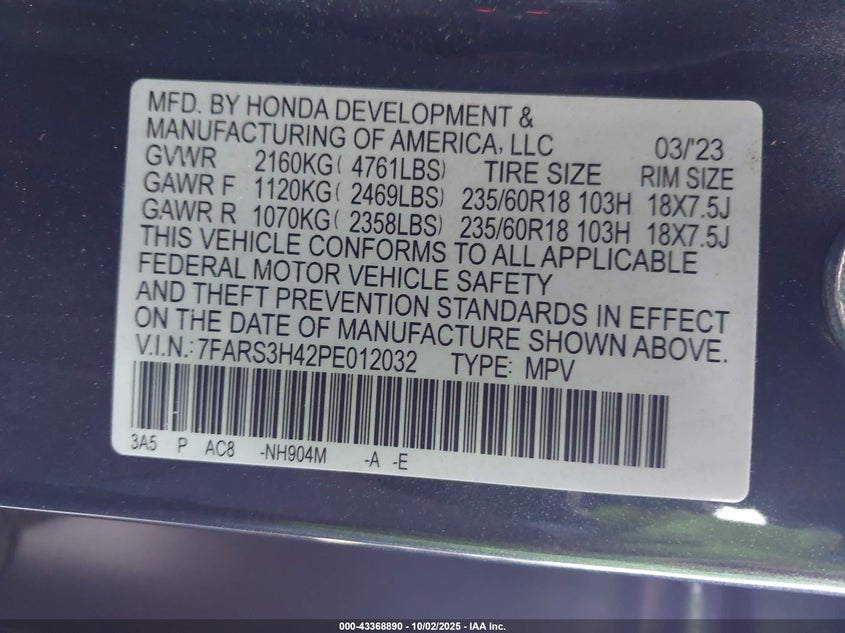 MFD. BY HONDA DEVELOPMENT &
MANUFACTURING OF AMERICA, LLC 03/'23
GVWR 2160KG( 4761LBS) TIRE SIZE RIM SIZE
GAWR F 1120KG( 2469LBS) 235/60R18 103H 18X7.5J
GAWR R 1070KG( 2358LBS) 235/60R18 103H 18X7.5J
THIS VEHICLE CONFORMS TO ALL APPLICABLE
FEDERAL MOTOR VEHICLE SAFETY
AND THEFT PREVENTION STANDARDS IN EFFECT
ON THE DATE OF MANUFACTURE SHOWN ABOVE.
V.I.N.: 7FARS3H42PE012032 TYPE: MPV
3A5 P AC8 -NH904M -A -E
000-43368890 - 10/02/2025 - IAA Inc.